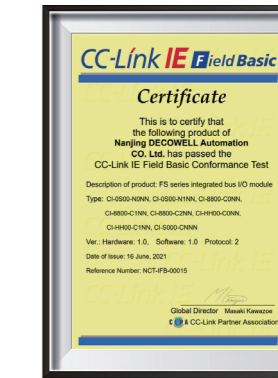 CC-Link IE Field Basic
Certificate
This is to certify that
the following product of
Nanjing DECOWELL Automation
CO. Ltd. has passed the
CC-Link IE Field Basic Conformance Test
Description of product: FS series integrated bus I/O module
Type: CI-0S00-N0NN, CI-0S00-N1NN, CI-8800-C0NN,
CI-8800-C1NN, CI-8800-C2NN, CI-HH00-C0NN,
CI-HH00-C1NN, CI-S000-CNNN
Ver.: Hardware: 1.0, Software: 1.0 Protocol: 2
Date of Issue: 16 June, 2021
Reference Number: NCT-IFB-00015
Global Director Masaki Kawazoe
CLPA CC-Link Partner Association